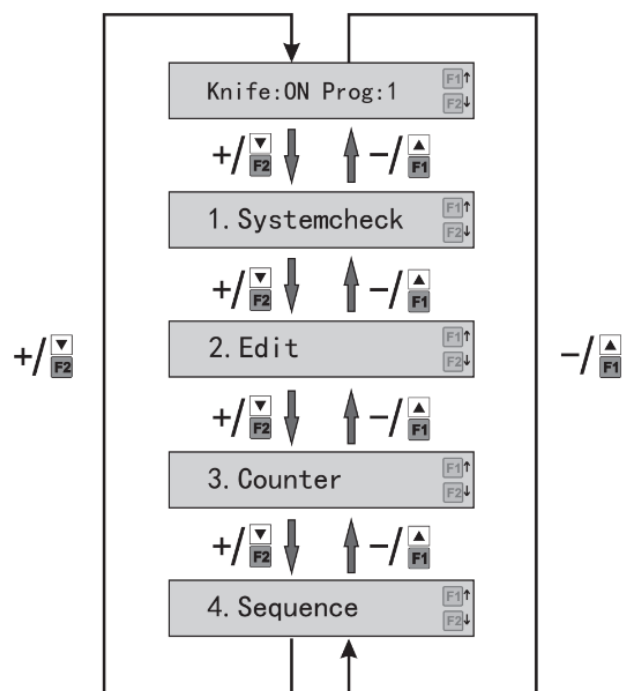 Knife:ON Prog:1 F1↑
F2↓
+/▼ F2 −/▲ F1
1.Systemcheck F1↑
F2↓
+/▼ F2 −/▲ F1
+/▼ F2
2.Edit F1↑
F2↓
−/▲ F1
+/▼ F2 −/▲ F1
3.Counter F1↑
F2↓
+/▼ F2 −/▲ F1
4.Sequence F1↑
F2↓